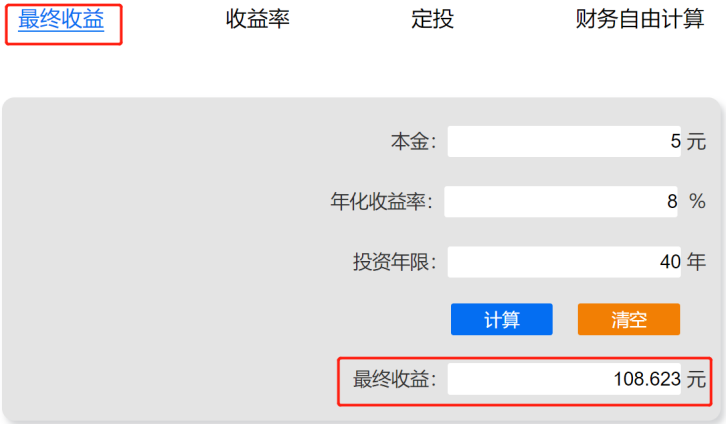 最终收益 收益率 定投 财务自由计算
本金： 5 元
年化收益率： 8 %
投资年限： 40 年
计算 清空
最终收益： 108.623 元